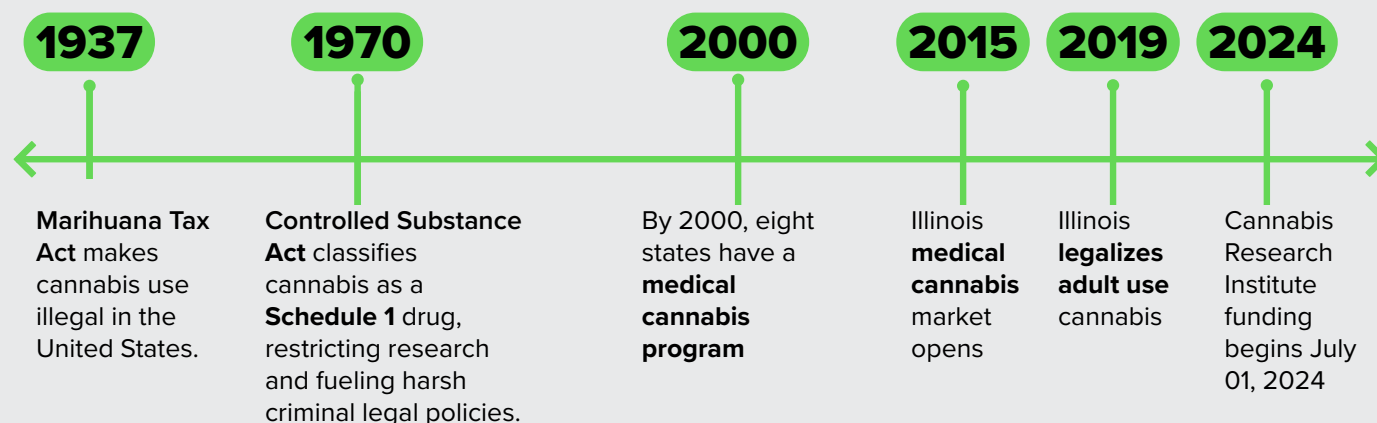 1937
1970
2000
2015
2019
2024
Marihuana Tax
Act makes
cannabis use
illegal in the
United States.
Controlled Substance
Act classifies
cannabis as a
Schedule 1 drug,
restricting research
and fueling harsh
criminal legal policies.
By 2000, eight
states have a
medical
cannabis
program
Illinois
medical
cannabis
market
opens
Illinois
legalizes
adult use
cannabis
Cannabis
Research
Institute
funding
begins July
01, 2024